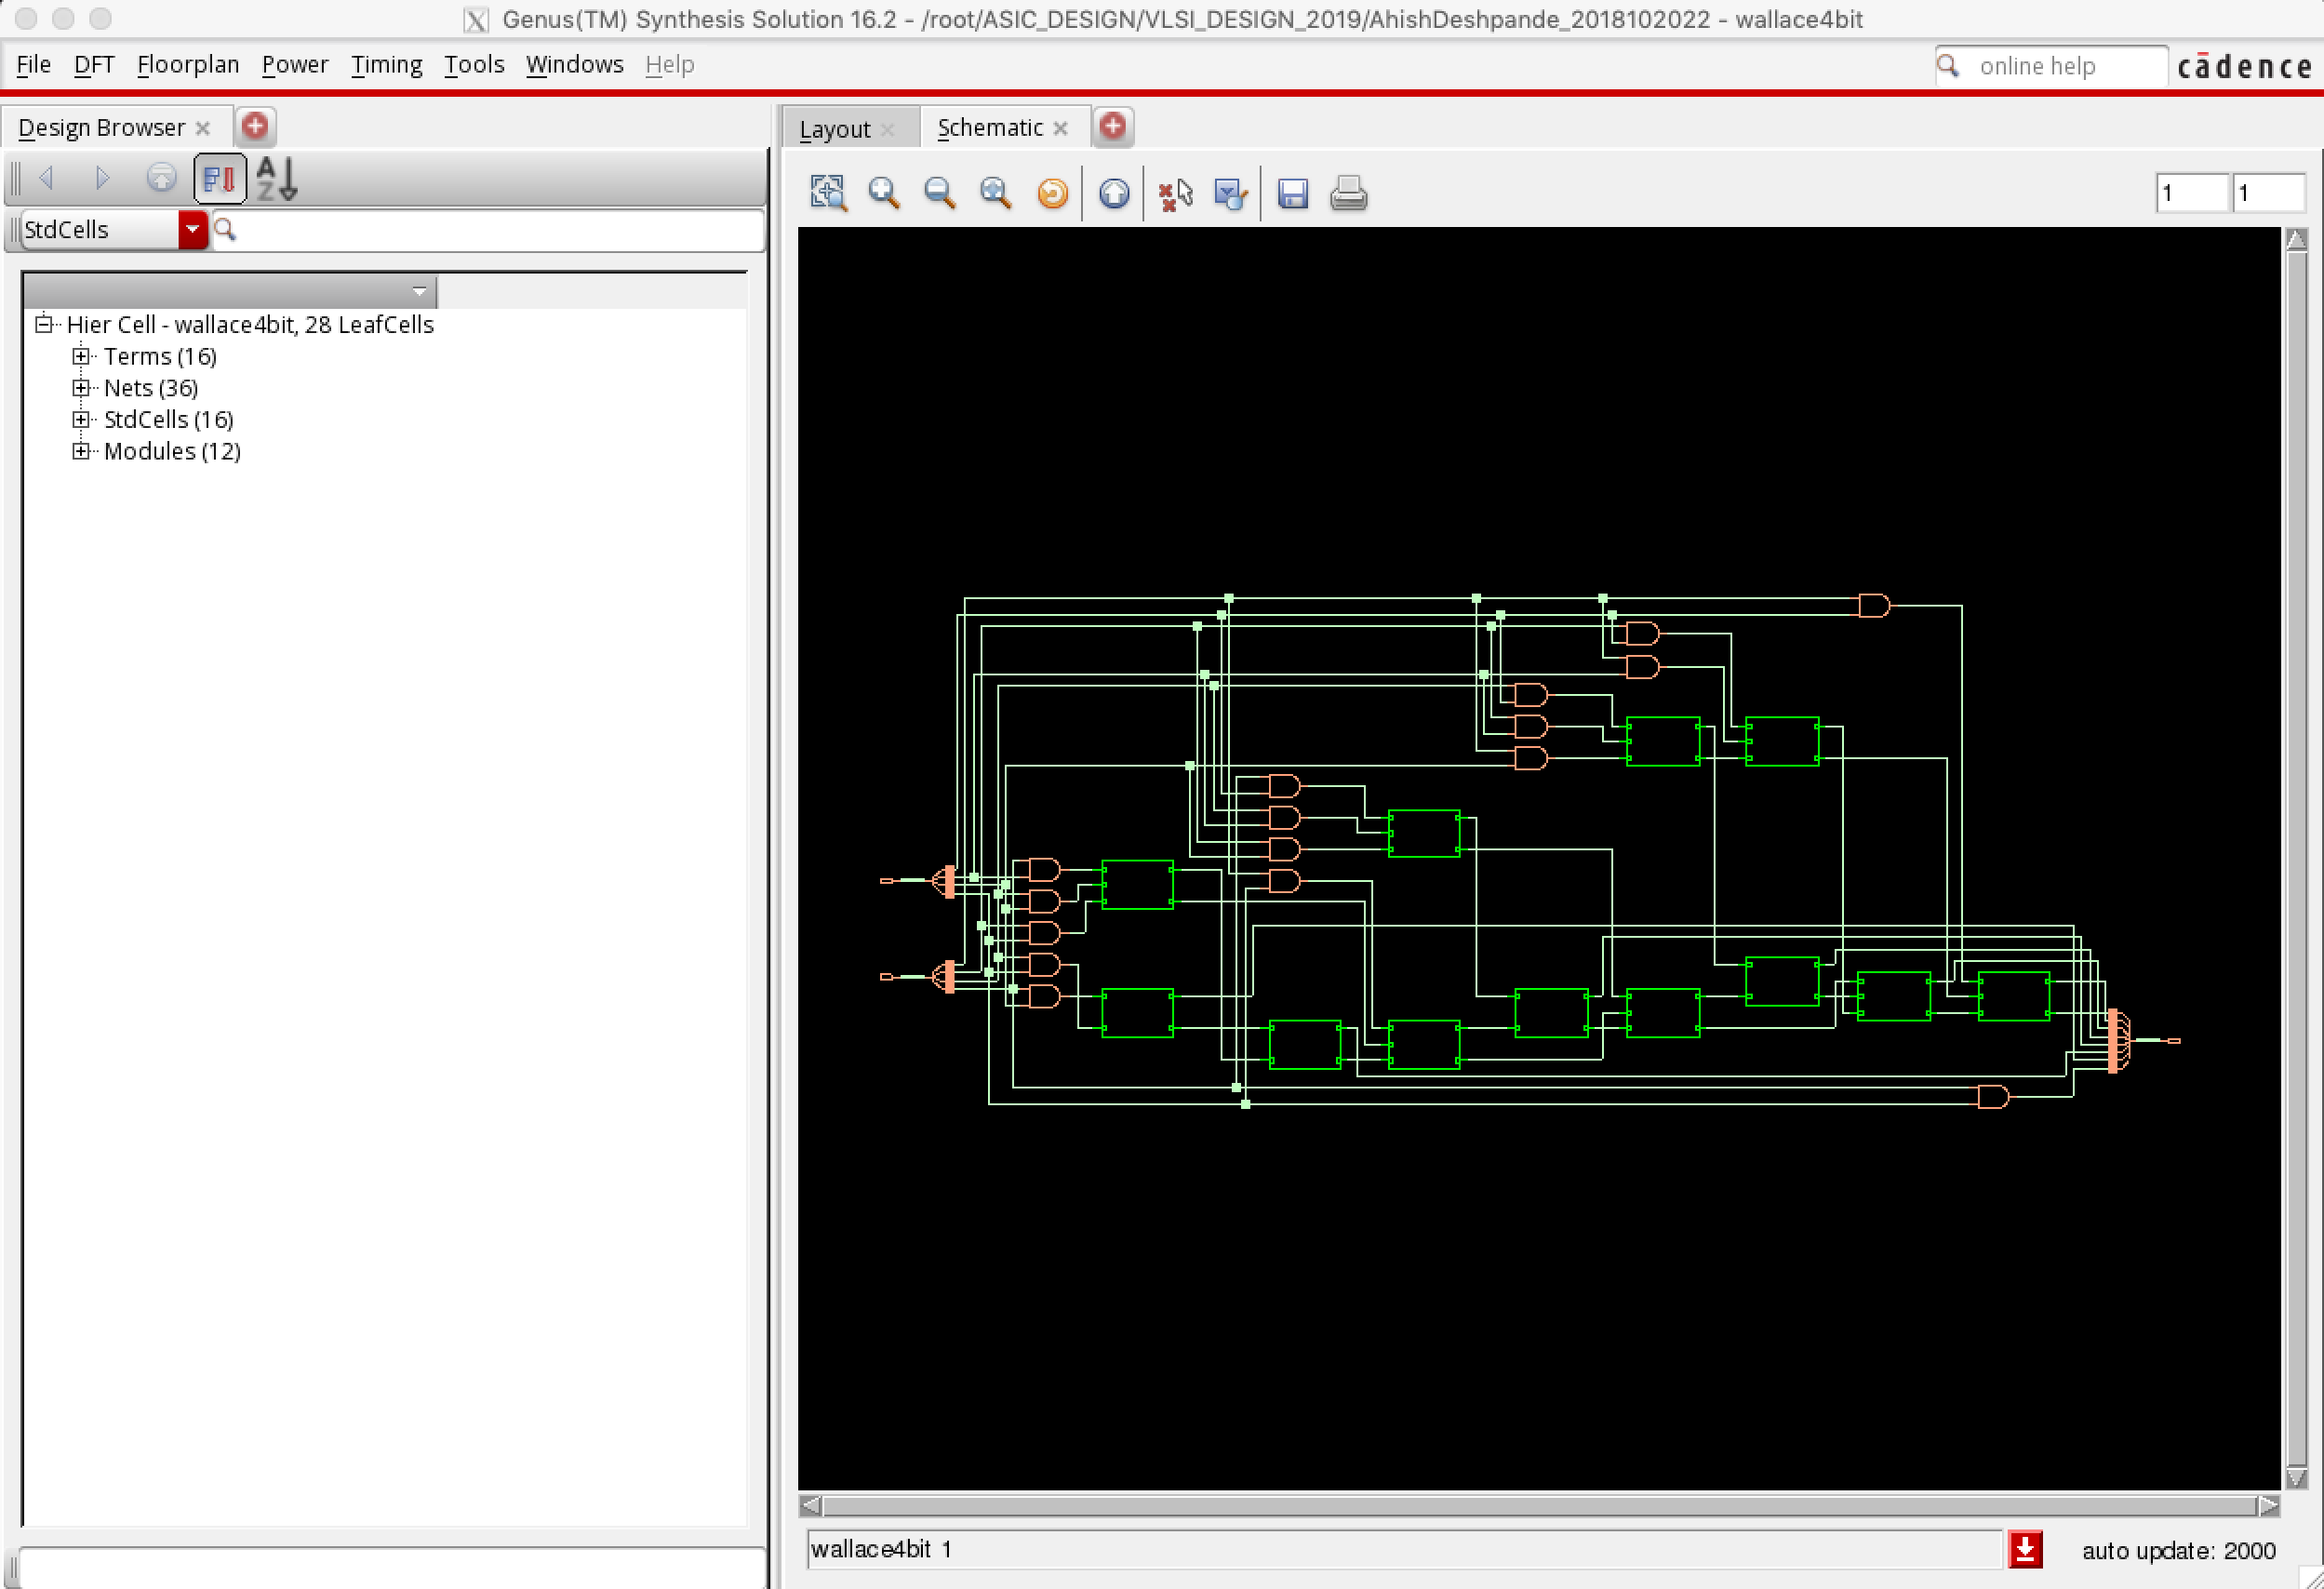 Genus(TM) Synthesis Solution 16.2 - /root/ASIC_DESIGN/VLSI_DESIGN_2019/AhishDeshpande_2018102022 - wallace4bit
File DFT Floorplan Power Timing Tools Windows Help
online help
cādence
Design Browser
Layout
Schematic
A
Z
1
1
StdCells
Hier Cell - wallace4bit, 28 LeafCells
Terms (16)
Nets (36)
StdCells (16)
Modules (12)
wallace4bit 1
auto update: 2000